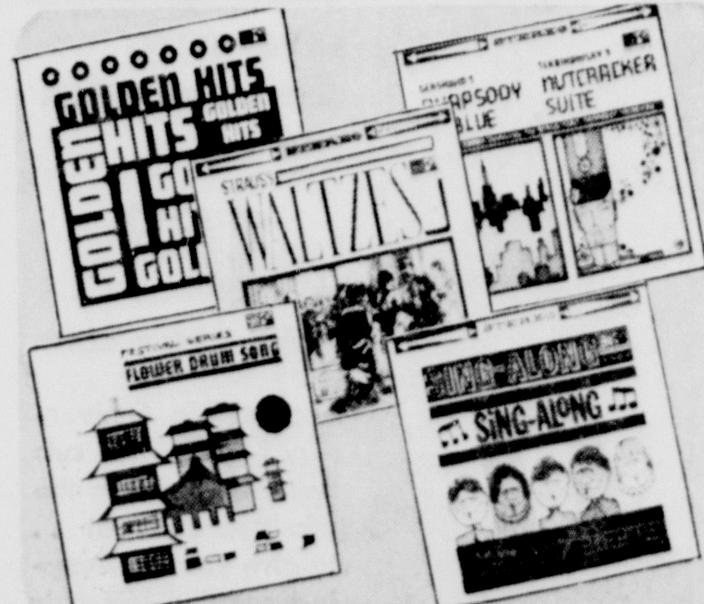 GOLDEN HITS
GOLDEN
HITS
GOLDEN
HITS
GERSHWIN'S
BLUE
TCHAIKOVSKY'S
NUTCRACKER
SUITE
STEREO
STRAUSS
WALTZES
FESTIVAL SERIES
FLOWER DRUM SONG
SING-ALONG
SING-ALONG